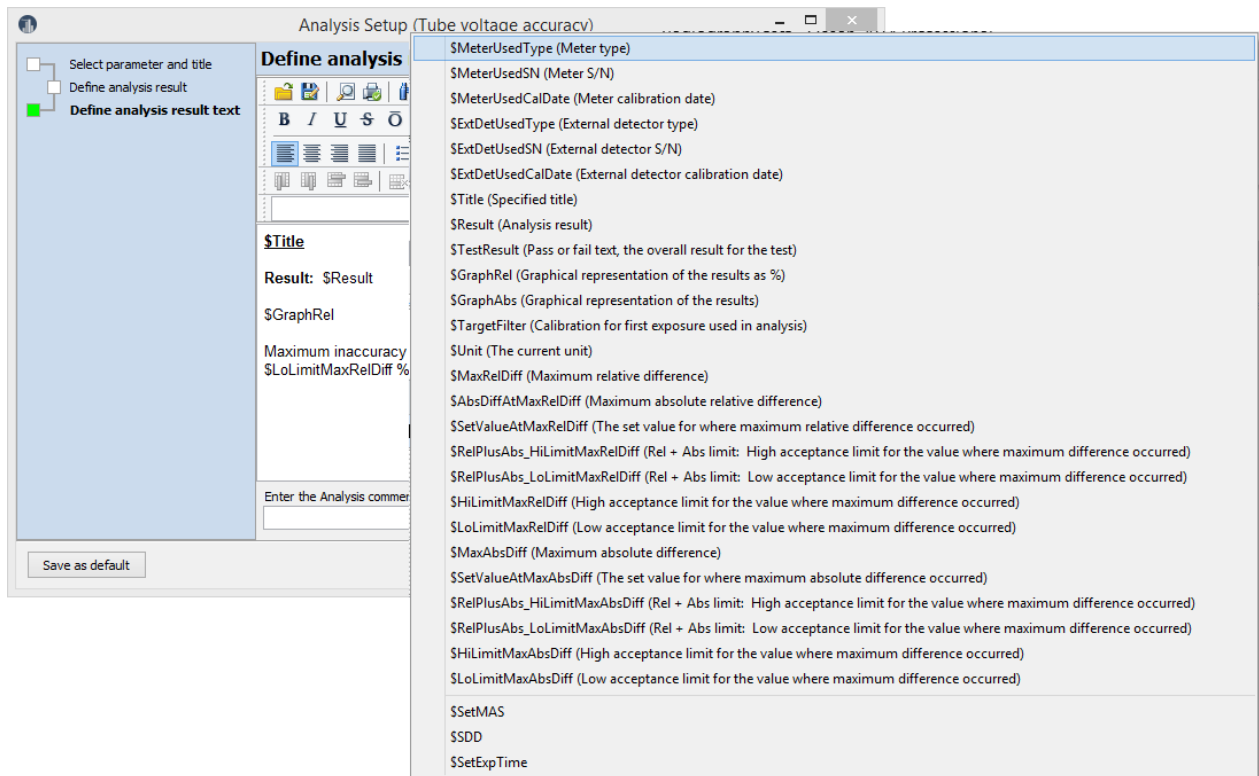 Analysis Setup (Tube voltage accuracy)
Select parameter and title
Define analysis result
Define analysis result text
Define analysis
B I U S O
$Title
Result: $Result
$GraphRel
Maximum inaccuracy
$LoLimitMaxRelDiff %
Enter the Analysis commen
Save as default
$MeterUsedType (Meter type)
$MeterUsedSN (Meter S/N)
$MeterUsedCalDate (Meter calibration date)
$ExtDetUsedType (External detector type)
$ExtDetUsedSN (External detector S/N)
$ExtDetUsedCalDate (External detector calibration date)
$Title (Specified title)
$Result (Analysis result)
$TestResult (Pass or fail text, the overall result for the test)
$GraphRel (Graphical representation of the results as %)
$GraphAbs (Graphical representation of the results)
$TargetFilter (Calibration for first exposure used in analysis)
$Unit (The current unit)
$MaxRelDiff (Maximum relative difference)
$AbsDiffAtMaxRelDiff (Maximum absolute relative difference)
$SetValueAtMaxRelDiff (The set value for where maximum relative difference occurred)
$RelPlusAbs_HiLimitMaxRelDiff (Rel + Abs limit: High acceptance limit for the value where maximum difference occurred)
$RelPlusAbs_LoLimitMaxRelDiff (Rel + Abs limit: Low acceptance limit for the value where maximum difference occurred)
$HiLimitMaxRelDiff (High acceptance limit for the value where maximum difference occurred)
$LoLimitMaxRelDiff (Low acceptance limit for the value where maximum difference occurred)
$MaxAbsDiff (Maximum absolute difference)
$SetValueAtMaxAbsDiff (The set value for where maximum absolute difference occurred)
$RelPlusAbs_HiLimitMaxAbsDiff (Rel + Abs limit: High acceptance limit for the value where maximum difference occurred)
$RelPlusAbs_LoLimitMaxAbsDiff (Rel + Abs limit: Low acceptance limit for the value where maximum difference occurred)
$HiLimitMaxAbsDiff (High acceptance limit for the value where maximum difference occurred)
$LoLimitMaxAbsDiff (Low acceptance limit for the value where maximum difference occurred)
$SetMAS
$SDD
$SetExpTime